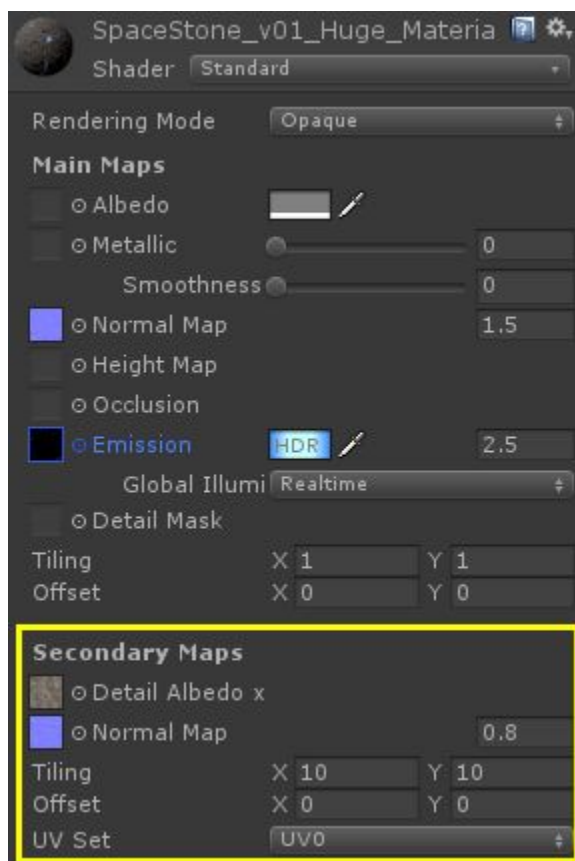 SpaceStone_v01_Huge_Materia
Shader Standard
Rendering Mode Opaque
Main Maps
Albedo
Metallic 0
Smoothness 0
Normal Map 1.5
Height Map
Occlusion
Emission HDR 2.5
Global Illumi Realtime
Detail Mask
Tiling X 1 Y 1
Offset X 0 Y 0
Secondary Maps
Detail Albedo x
Normal Map 0.8
Tiling X 10 Y 10
Offset X 0 Y 0
UV Set UV0